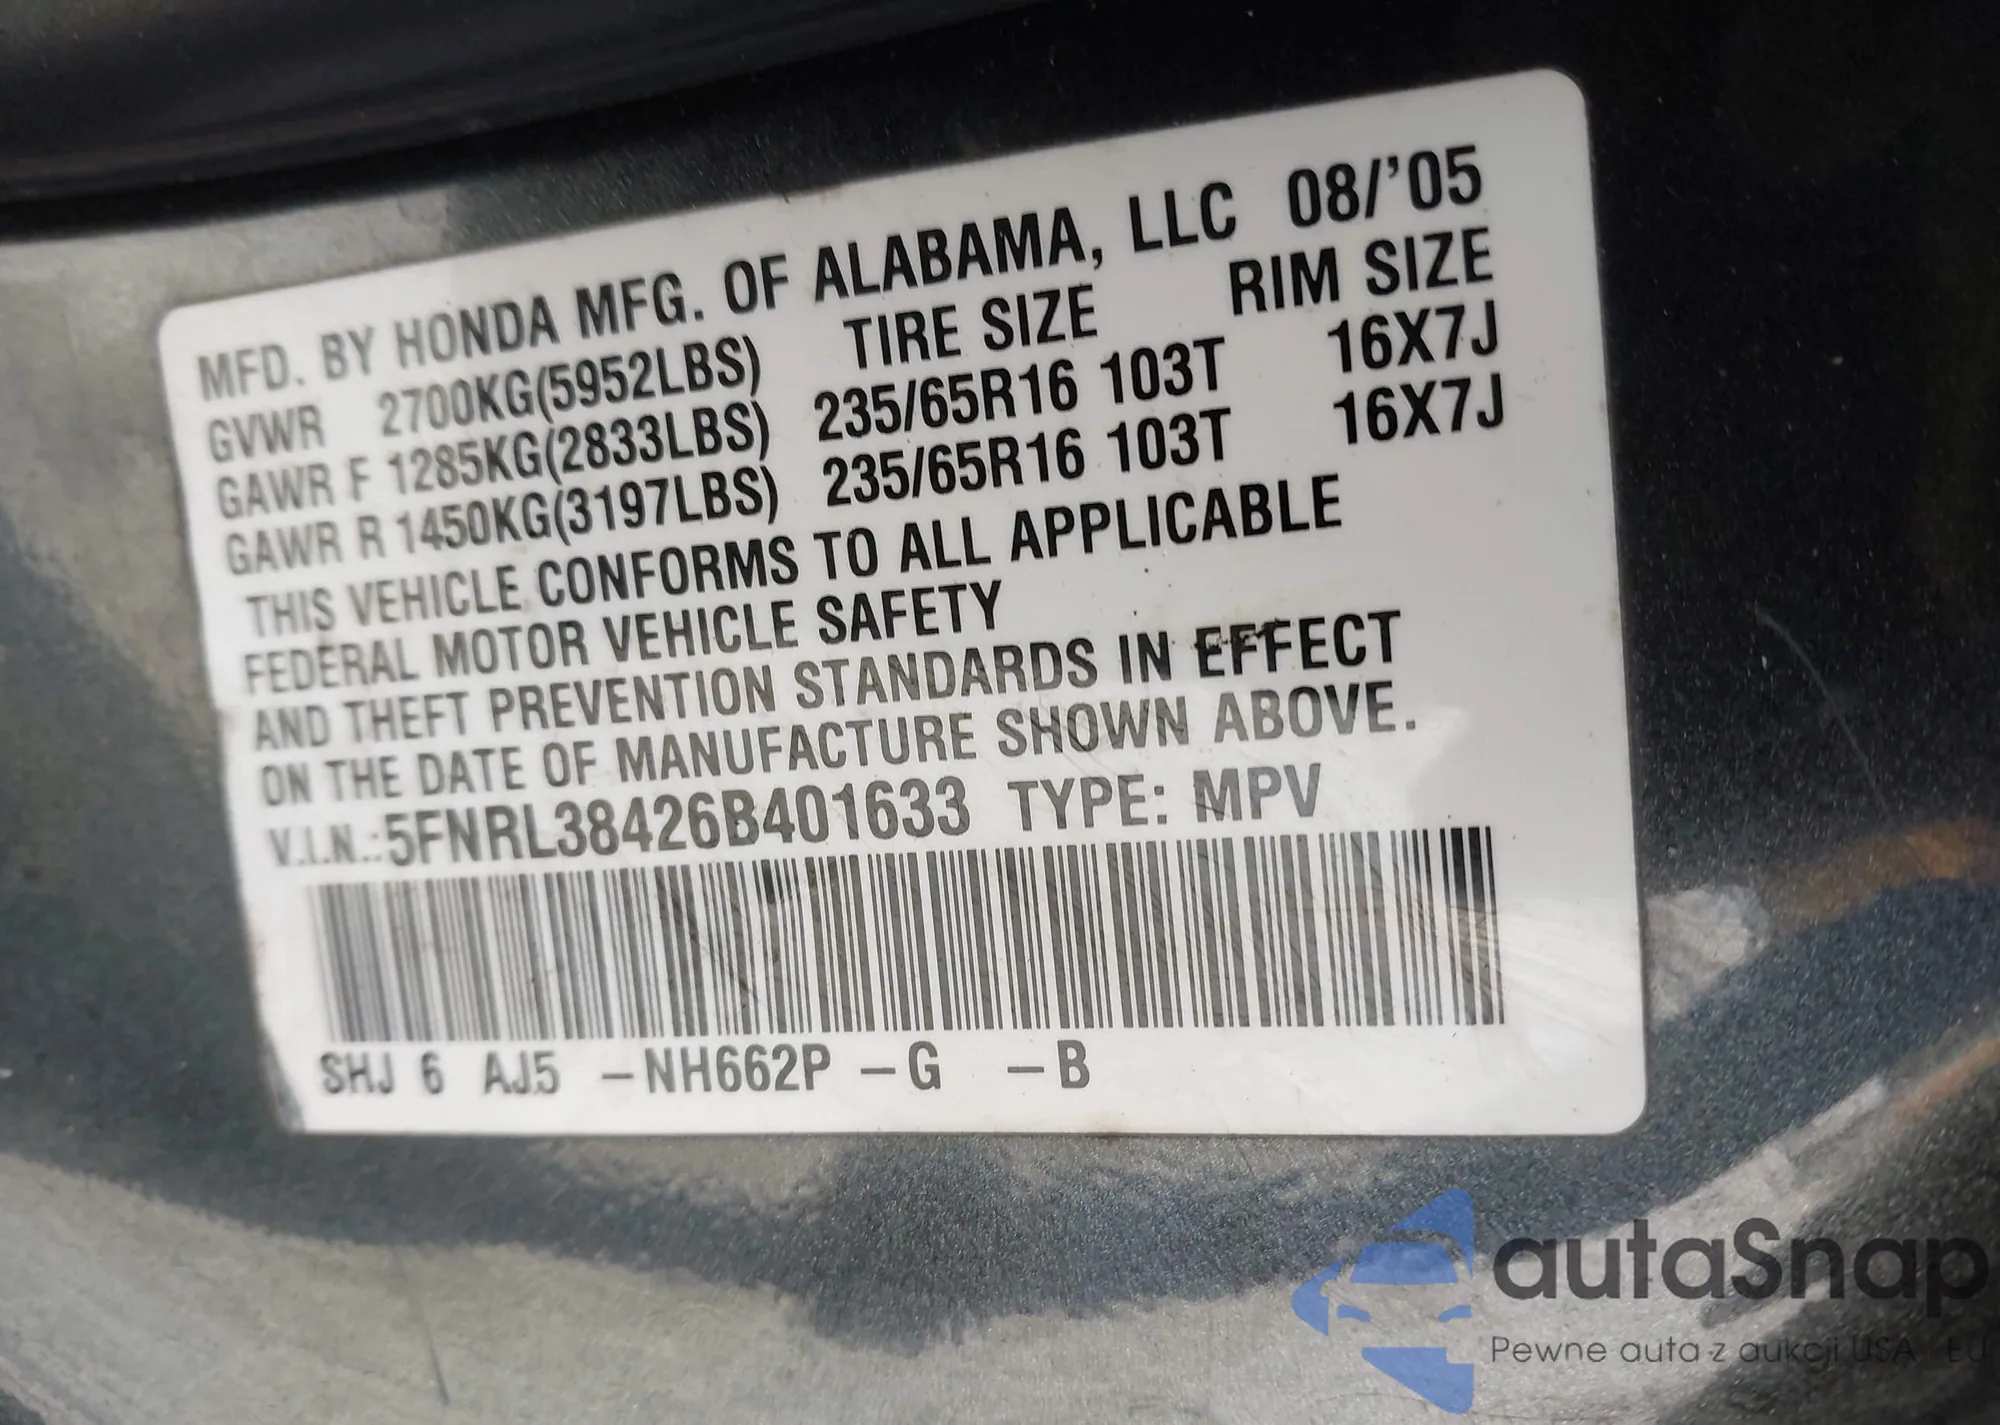 MFD. BY HONDA MFG. OF ALABAMA, LLC 08/'05
GVWR 2700KG(5952LBS) TIRE SIZE RIM SIZE
GAWR F 1285KG(2833LBS) 235/65R16 103T 16X7J
GAWR R 1450KG(3197LBS) 235/65R16 103T 16X7J
THIS VEHICLE CONFORMS TO ALL APPLICABLE
FEDERAL MOTOR VEHICLE SAFETY
AND THEFT PREVENTION STANDARDS IN EFFECT
ON THE DATE OF MANUFACTURE SHOWN ABOVE.
V.I.N.:5FNRL38426B401633 TYPE: MPV
SHJ 6 AJ5 –NH662P –G –B
autaSnap
Pewne auta z aukcji USA EU